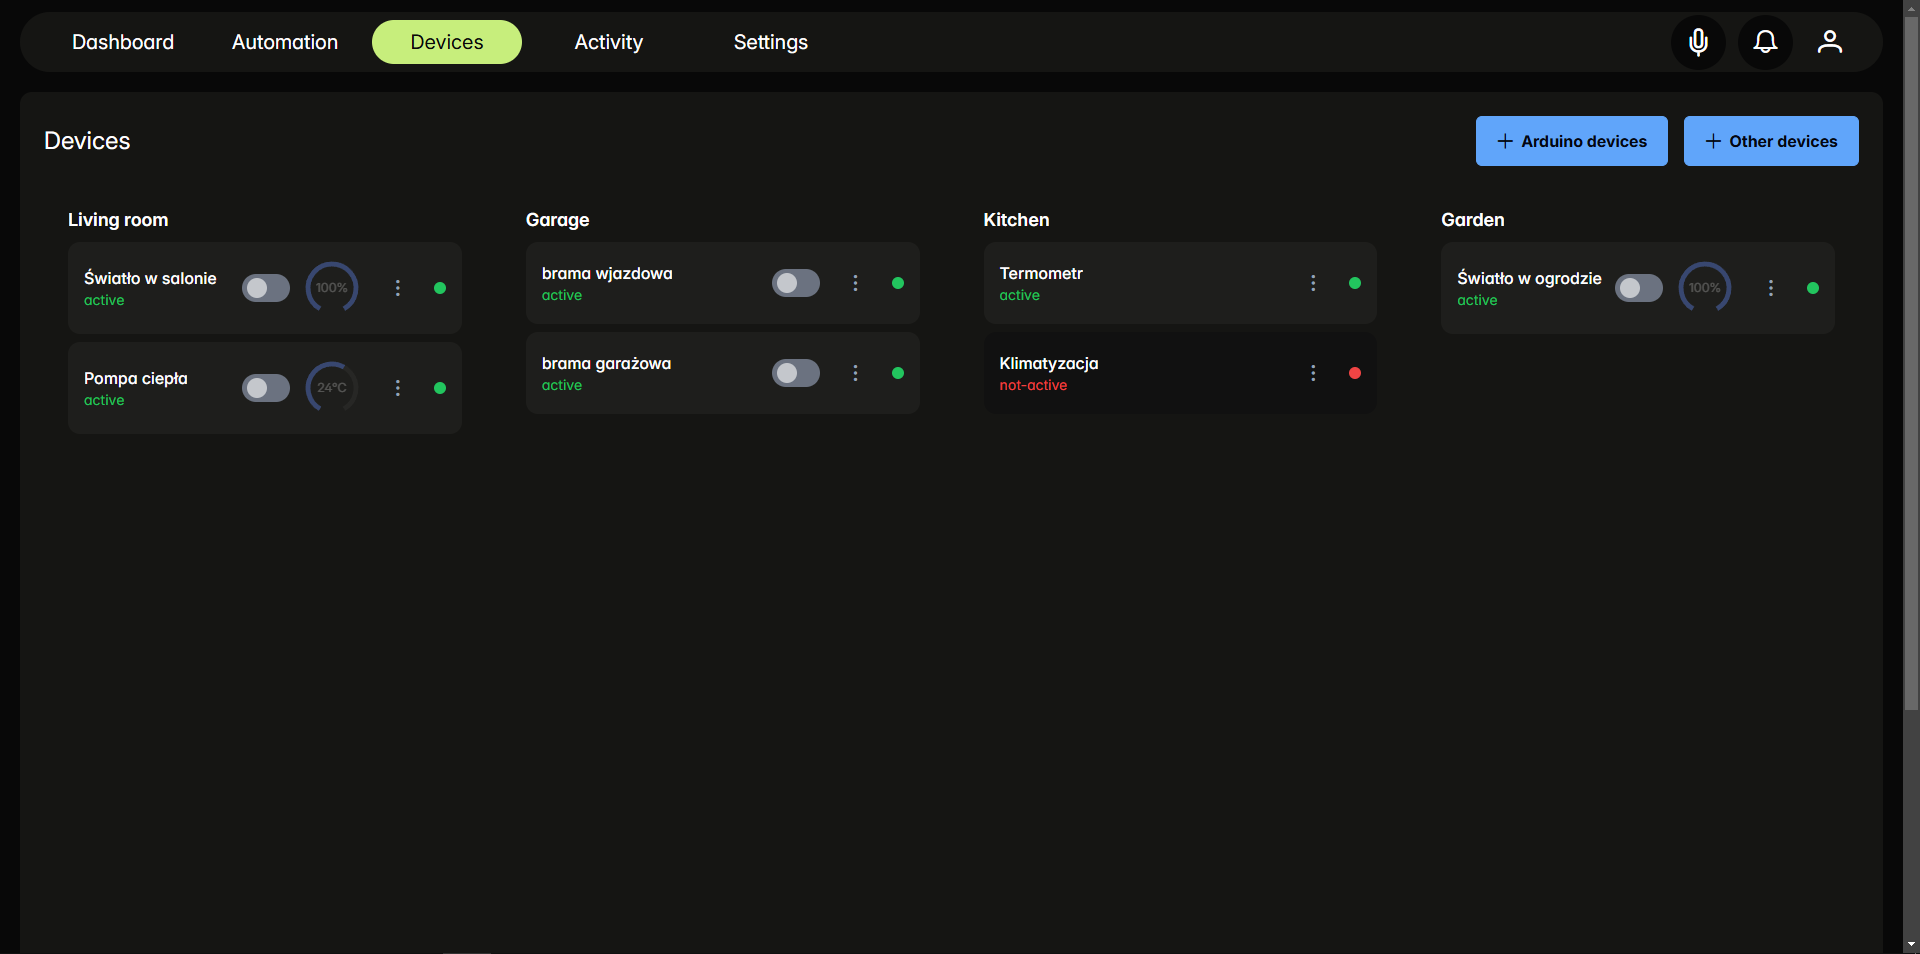 Dashboard
Automation
Devices
Activity
Settings
Devices
Arduino devices
Other devices
Living room
Światło w salonie
active
100%
Pompa ciepła
active
24°C
Garage
brama wjazdowa
active
brama garażowa
active
Kitchen
Termometr
active
Klimatyzacja
not-active
Garden
Światło w ogrodzie
active
100%